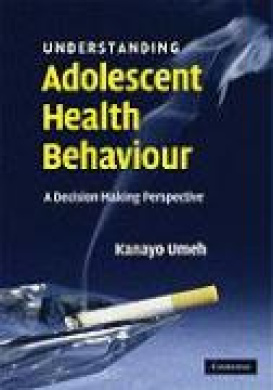 UNDERSTANDING
Adolescent
Health
Behaviour
A Decision Making Perspective
Kanayo Umeh
CAMBRIDGE